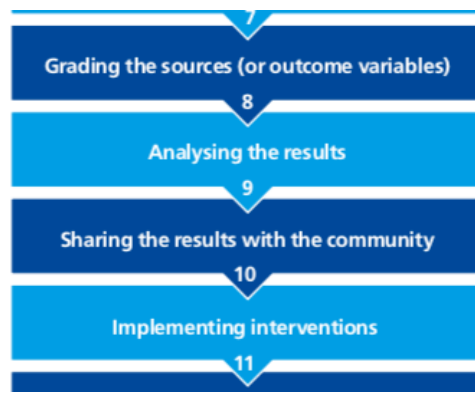 7
Grading the sources (or outcome variables)
8
Analysing the results
9
Sharing the results with the community
10
Implementing interventions
11